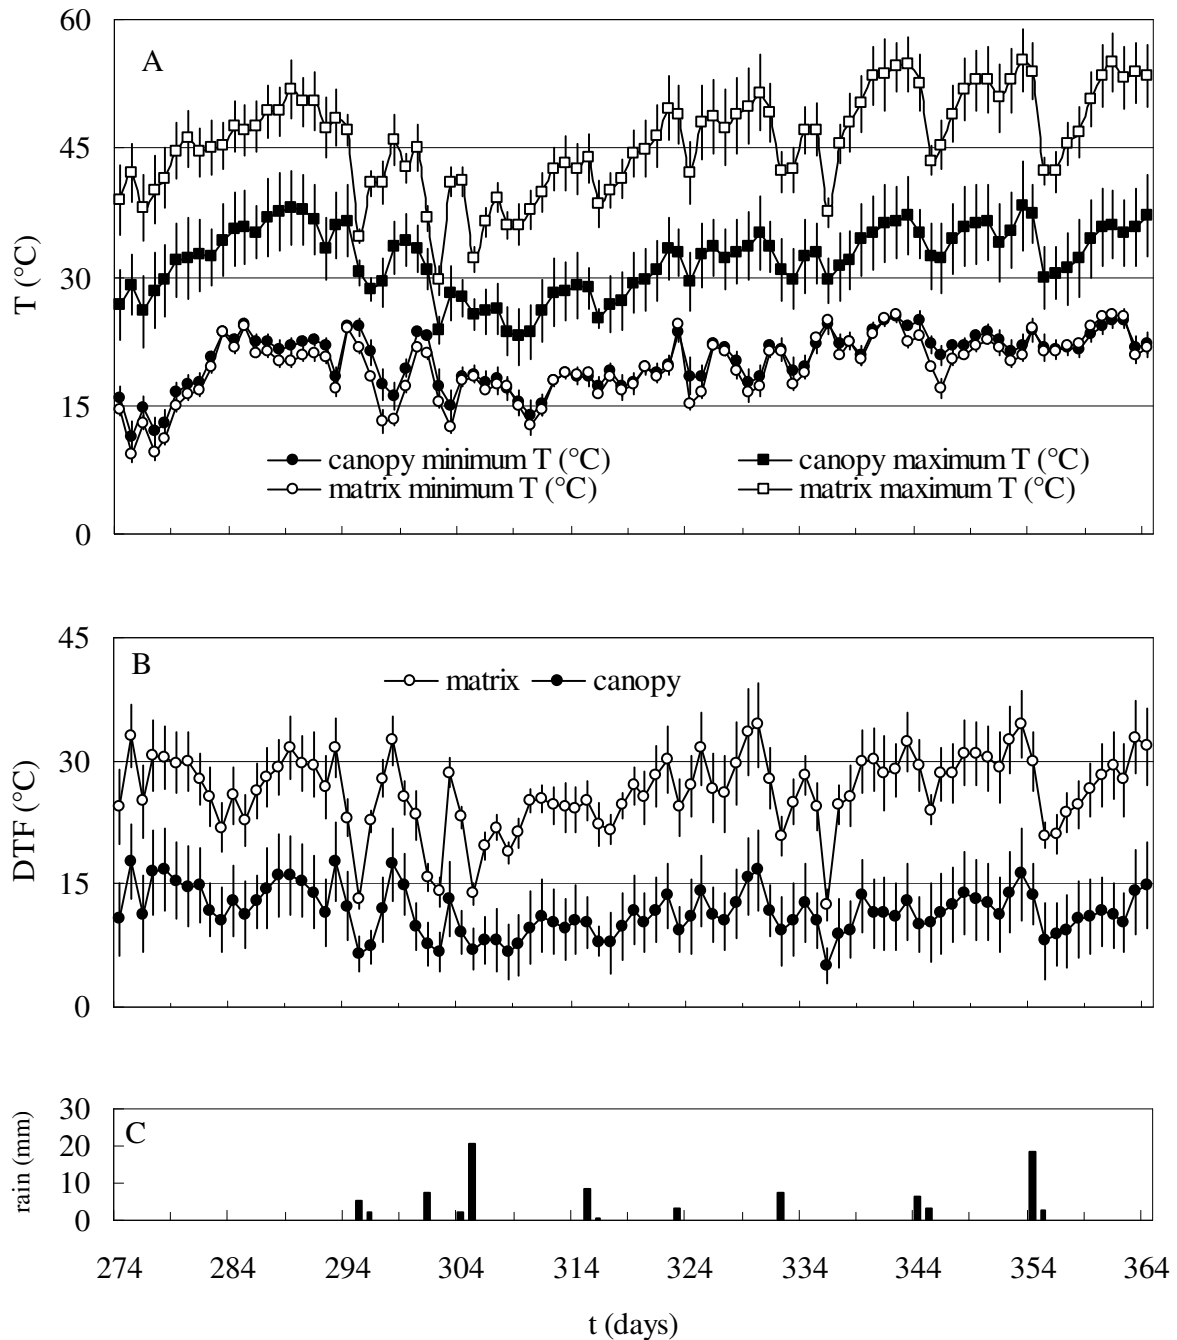 60
A
45
T (°C)
30
15
canopy minimum T (°C)
canopy maximum T (°C)
matrix minimum T (°C)
matrix maximum T (°C)
0
45
B
matrix
canopy
30
DTF (°C)
15
0
30
C
20
rain (mm)
10
0
274 284 294 304 314 324 334 344 354 364
t (days)